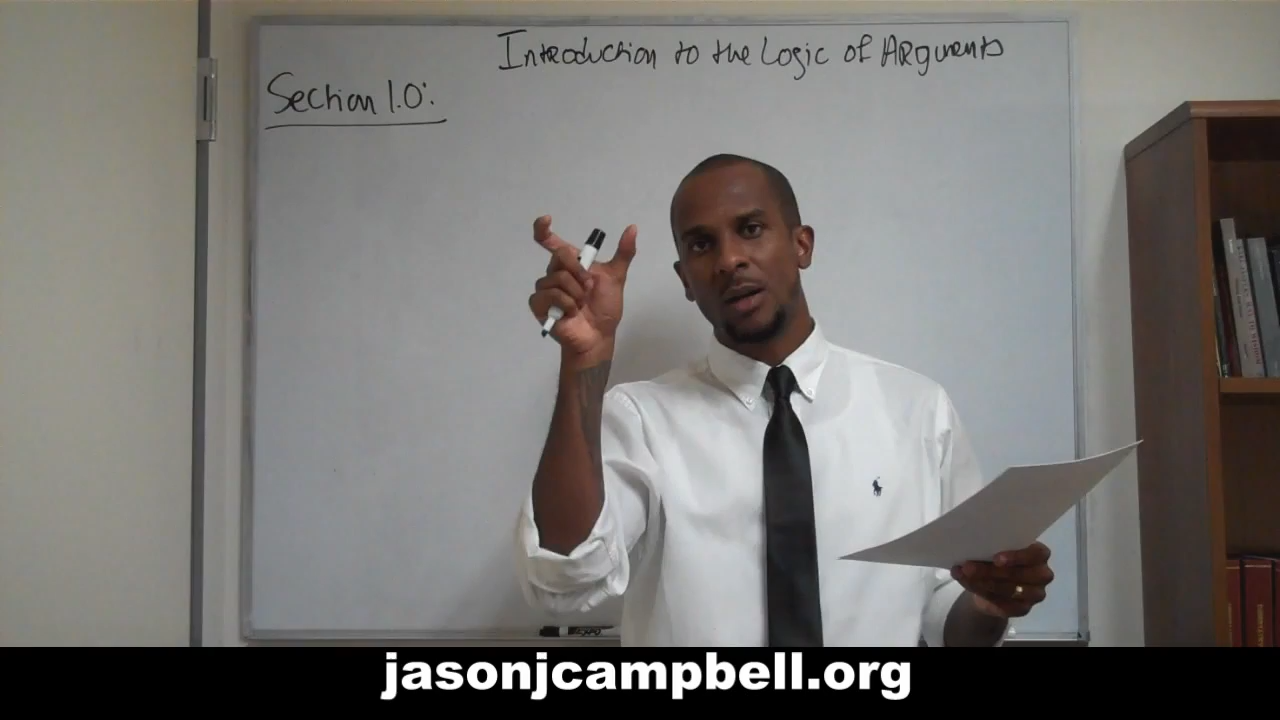 Introduction to the Logic of Arguments
Section 1.0:
jasonjcampbell.org